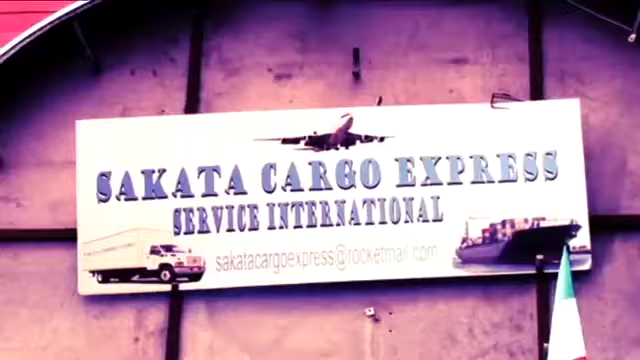 SAKATA CARGO EXPRESS
SERVICE INTERNATIONAL
sakatacargoexpress@rocketmail.com